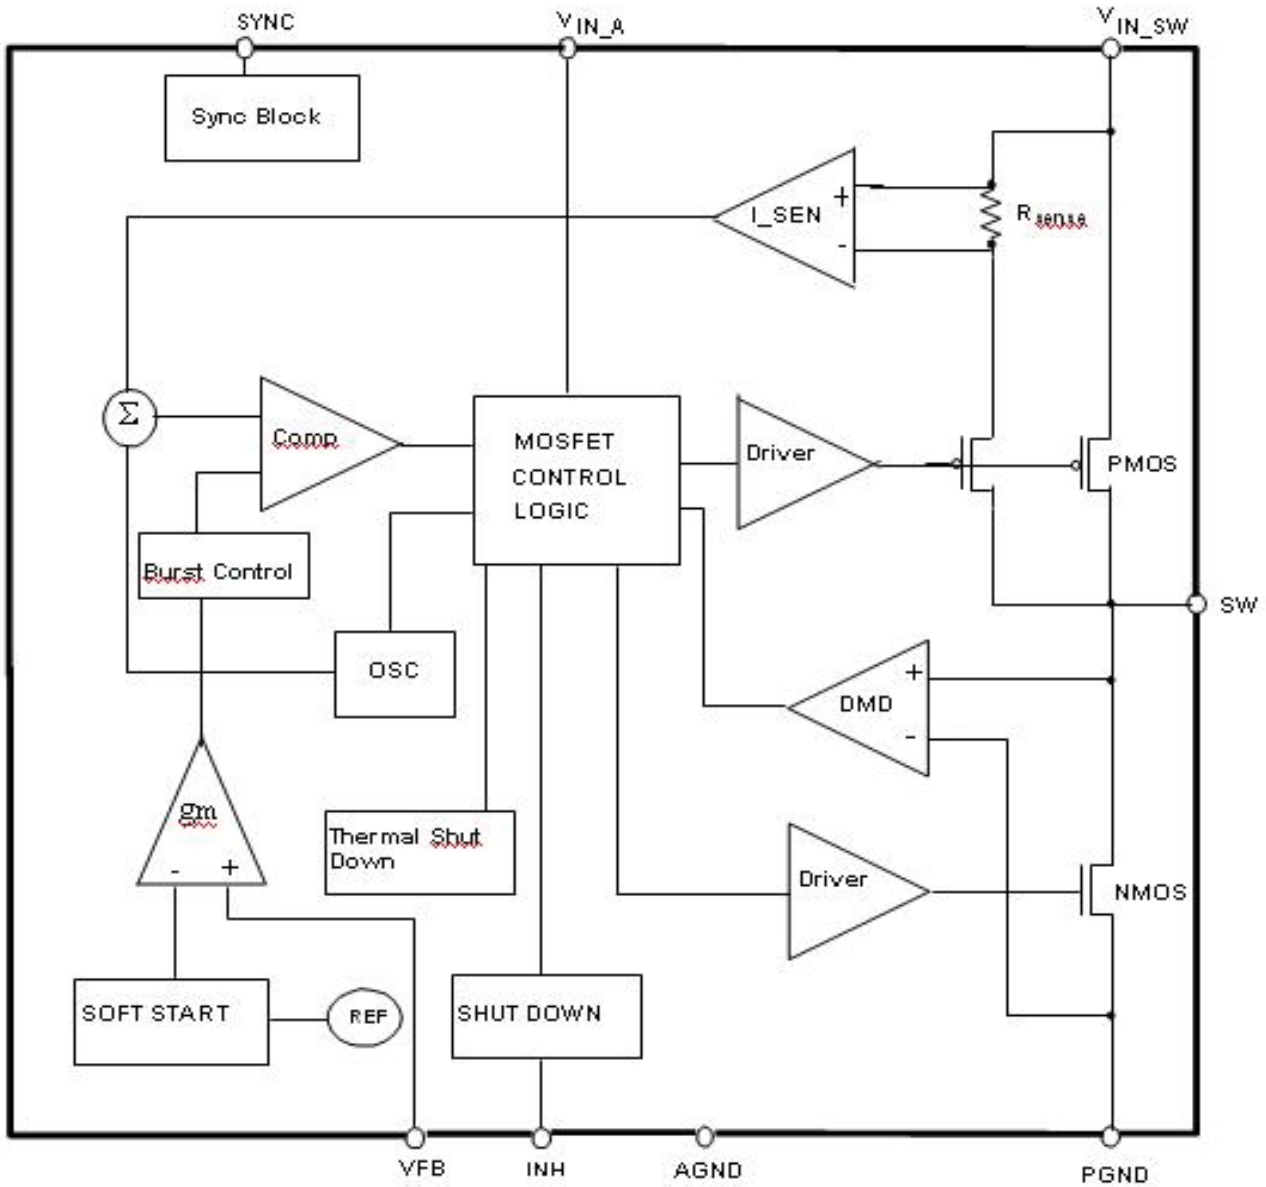 SYNC
VIN_A
VIN_SW
Sync Block
+
I_SEN
-
Rsense
Σ
Comp
MOSFET
CONTROL
LOGIC
Driver
PMOS
Burst Control
SW
OSC
+
DMD
-
gm
- +
Thermal Shut
Down
Driver
NMOS
SOFT START
REF
SHUT DOWN
VFB
INH
AGND
PGND